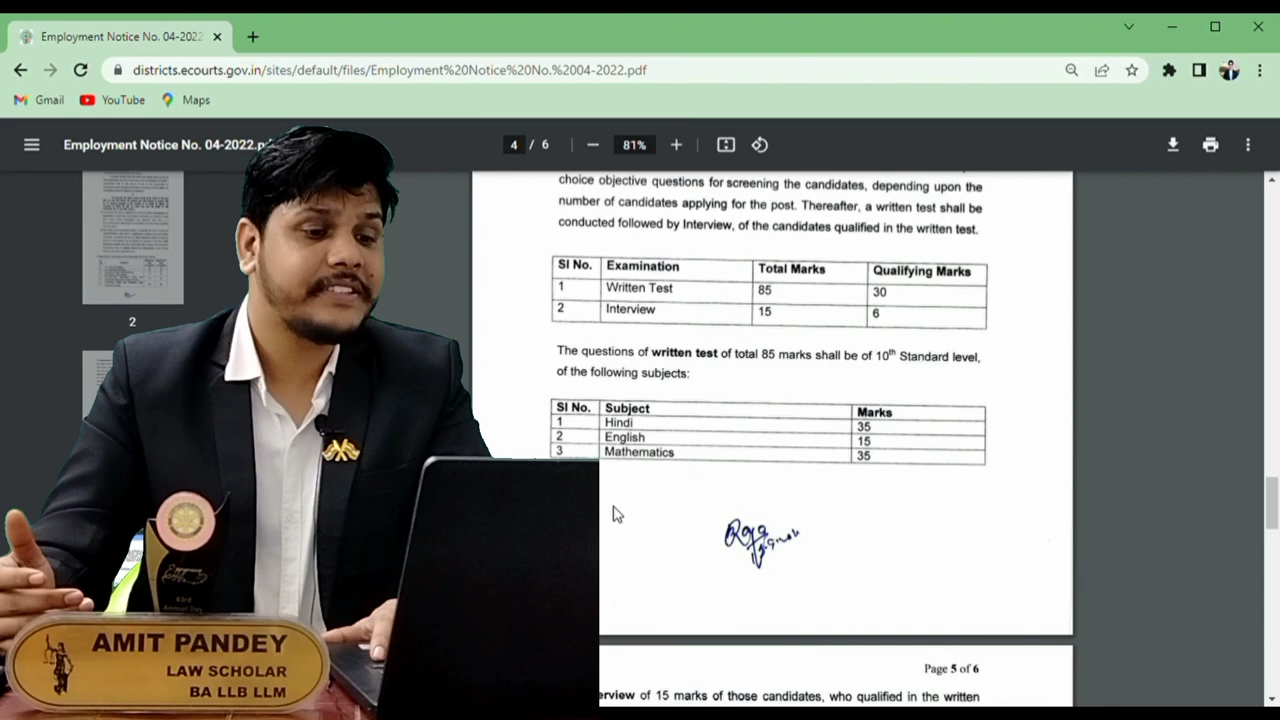 Employment Notice No. 04-2022
districts.ecourts.gov.in/sites/default/files/Employment%20Notice%20No.%2004-2022.pdf
Gmail YouTube Maps
Employment Notice No. 04-2022.p
4 / 6 81%
choice objective questions for screening the candidates, depending upon the
number of candidates applying for the post. Thereafter, a written test shall be
conducted followed by Interview, of the candidates qualified in the written test.
Sl No. Examination Total Marks Qualifying Marks
1 Written Test 85 30
2 Interview 15 6
2
The questions of written test of total 85 marks shall be of 10th Standard level,
of the following subjects:
Sl No. Subject Marks
1 Hindi 35
2 English 15
3 Mathematics 35
AMIT PANDEY
LAW SCHOLAR
BA LLB LLM
Page 5 of 6
erview of 15 marks of those candidates, who qualified in the written